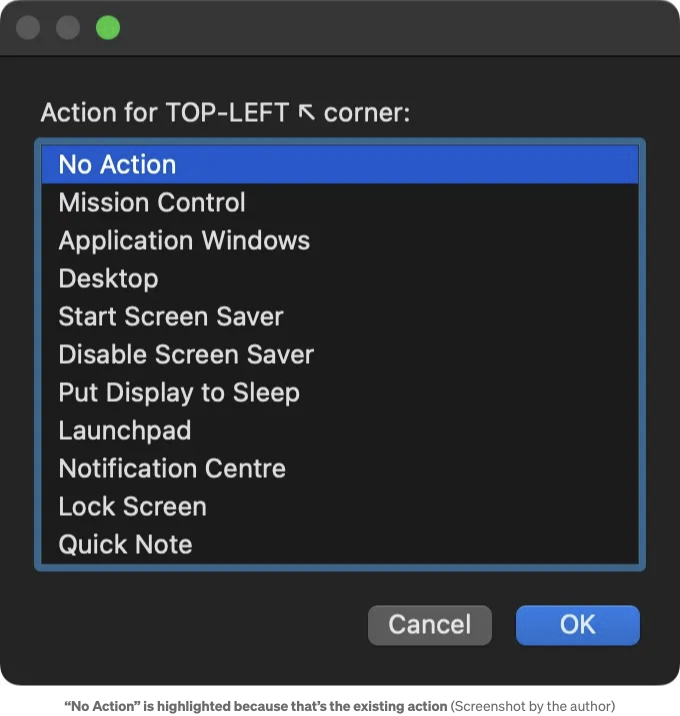 Action for TOP-LEFT ↖ corner:
No Action
Mission Control
Application Windows
Desktop
Start Screen Saver
Disable Screen Saver
Put Display to Sleep
Launchpad
Notification Centre
Lock Screen
Quick Note
Cancel
OK
“No Action” is highlighted because that’s the existing action (Screenshot by the author)